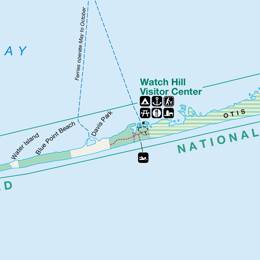 AY
Ferries operate May to October
Watch Hill
Visitor Center
OTIS
Davis Park
Blue Point Beach
Water Island
NATIONAL
D